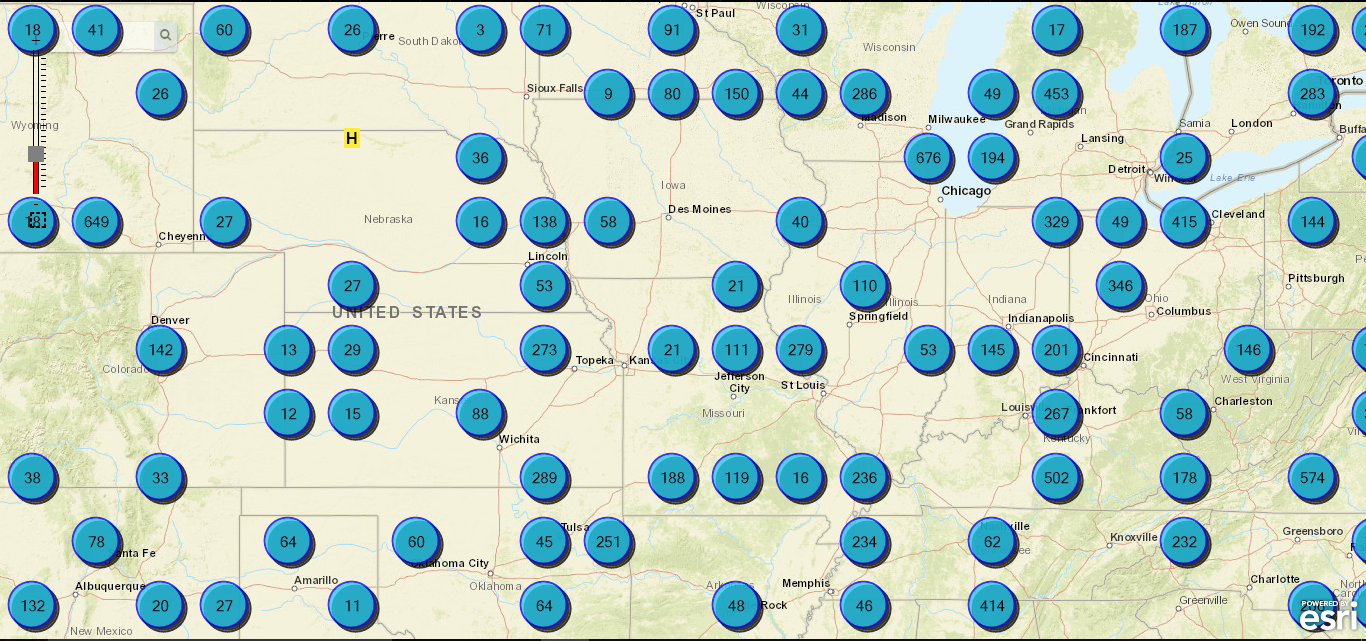 St Paul
Wisconsin
18
41
60
26
3
71
91
31
17
187
Owen Sound
192
South Dakota
Wisconsin
26
Sioux Falls
9
80
150
44
286
49
453
283
Wyoming
Madison
Milwaukee
Grand Rapids
Sarnia
London
H
Lansing
36
676
194
Detroit
25
Lake Erie
Iowa
Chicago
649
27
Nebraska
16
138
58
Des Moines
40
329
49
415
Cleveland
144
Lincoln
27
53
21
110
346
Pittsburgh
UNITED STATES
Illinois
Illinois
Indiana
Ohio
Denver
Springfield
Indianapolis
Columbus
142
13
29
273
Topeka
21
111
279
53
145
201
Cincinnati
146
Colorado
Jefferson
City
St Louis
West Virginia
12
15
88
Missouri
267
58
Charleston
Wichita
Kentucky
38
33
289
188
119
16
236
502
178
574
78
Santa Fe
64
60
45
Tulsa
251
234
62
Knoxville
232
Greensboro
Oklahoma City
Albuquerque
Amarillo
Oklahoma
Memphis
Charlotte
132
20
27
11
64
48
Rock
46
414
Greenville
New Mexico
POWERED BY
esri